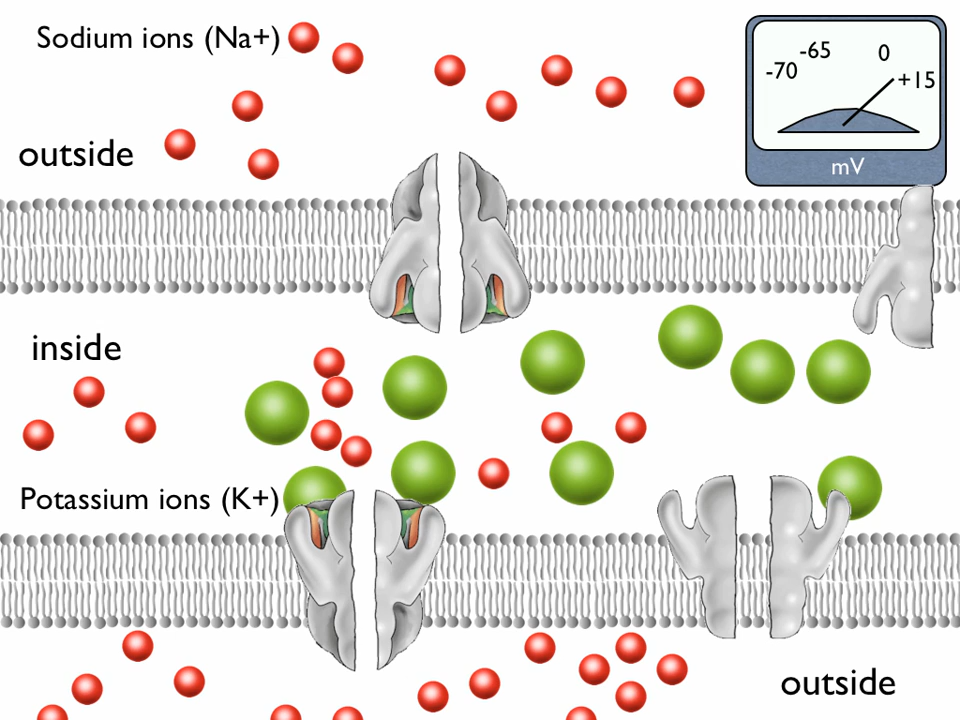 Sodium ions (Na+)
-65
0
-70
+15
outside
mV
inside
Potassium ions (K+)
outside